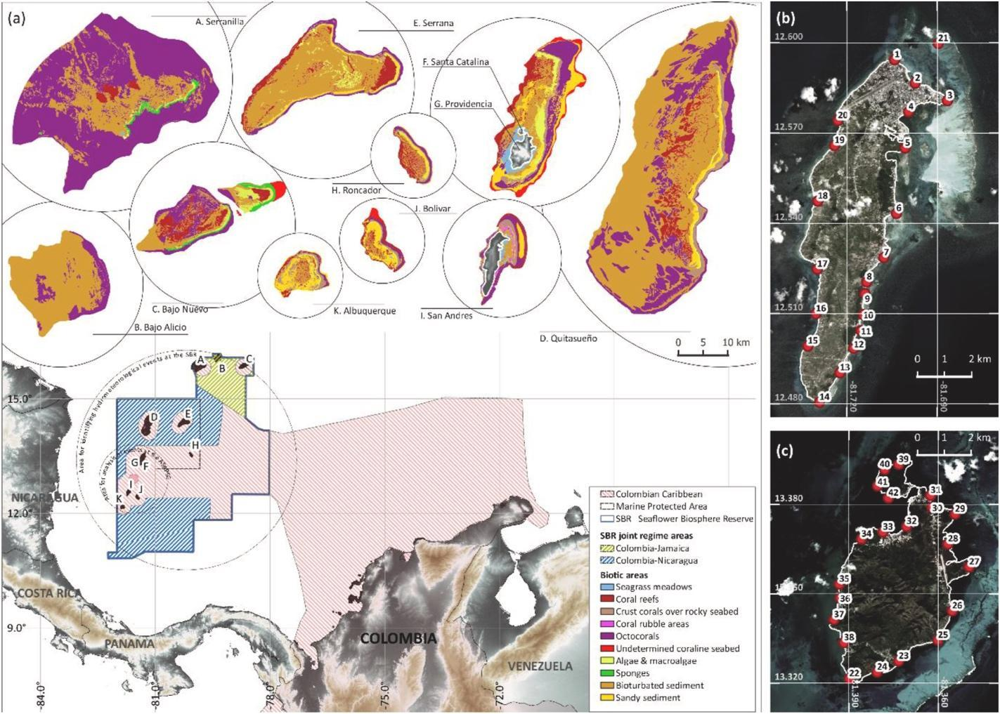 (a)
A. Serranilla
E. Serrana
F. Santa Catalina
G. Providencia
H. Roncador
J. Bolivar
C. Bajo Nuevo
B. Bajo Alicio
K. Albuquerque
I. San Andres
D. Quitasueño
0 5 10 km
Area for identifying hydrometeorological events at the SBR
A B C
D E
H
G F
I J
K
15.0°
12.0°
9.0°
-84.0°
-81.0°
-78.0°
-75.0°
-72.0°
NICARAGUA
COSTA RICA
PANAMA
COLOMBIA
VENEZUELA
Colombian Caribbean
Marine Protected Area
SBR Seaflower Biosphere Reserve
SBR joint regime areas
Colombia-Jamaica
Colombia-Nicaragua
Biotic areas
Seagrass meadows
Coral reefs
Crust corals over rocky seabed
Coral rubble areas
Octocorals
Undetermined coraline seabed
Algae & macroalgae
Sponges
Bioturbated sediment
Sandy sediment
(b)
12.600
12.570
12.540
12.510
12.480
-81.720
-81.690
21
1
2
3
4
20
5
19
18
6
7
17
8
9
16
10
11
15
12
13
14
0 1 2 km
(c)
0 1 2 km
13.380
13.320
-81.390
-81.360
39
40
41
42
31
30
29
32
33
34
28
27
35
36
26
37
38
25
23
24
22